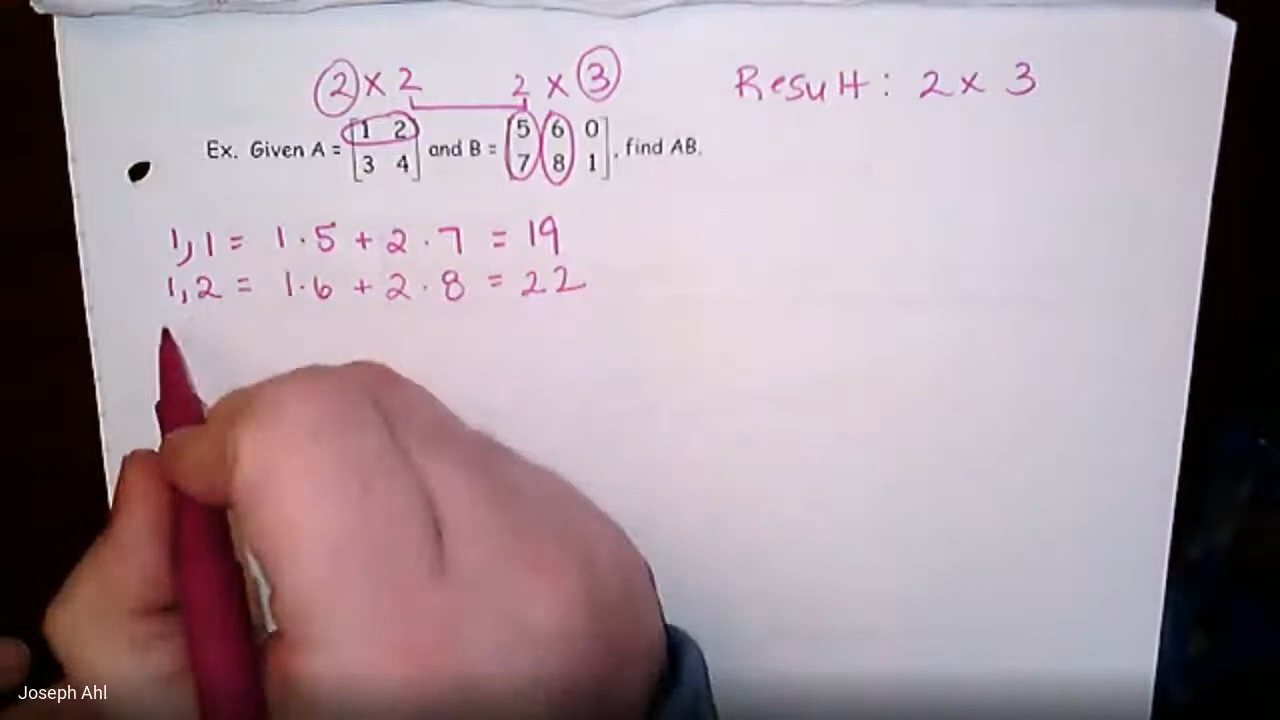 2 x 2 2 x 3 Result: 2 x 3
Ex. Given A = [1 2 3 4] and B = [5 6 0 7 8 1], find AB.
1,1 = 1·5 + 2·7 = 19
1,2 = 1·6 + 2·8 = 22
Joseph Ahl